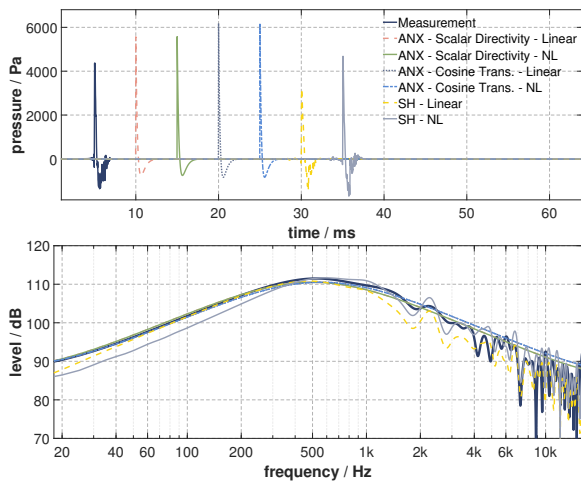 6000
4000
2000
0
pressure / Pa
Measurement
ANX - Scalar Directivity - Linear
ANX - Scalar Directivity - NL
ANX - Cosine Trans. - Linear
ANX - Cosine Trans. - NL
SH - Linear
SH - NL
10 20 30 40 50 60
time / ms
120
110
100
90
80
70
level / dB
20 40 60 100 200 500 1k 2k 4k 6k 10k
frequency / Hz